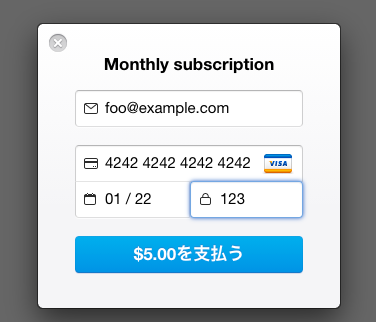 Monthly subscription
foo@example.com
4242 4242 4242 4242 VISA
01 / 22 123
$5.00を支払う